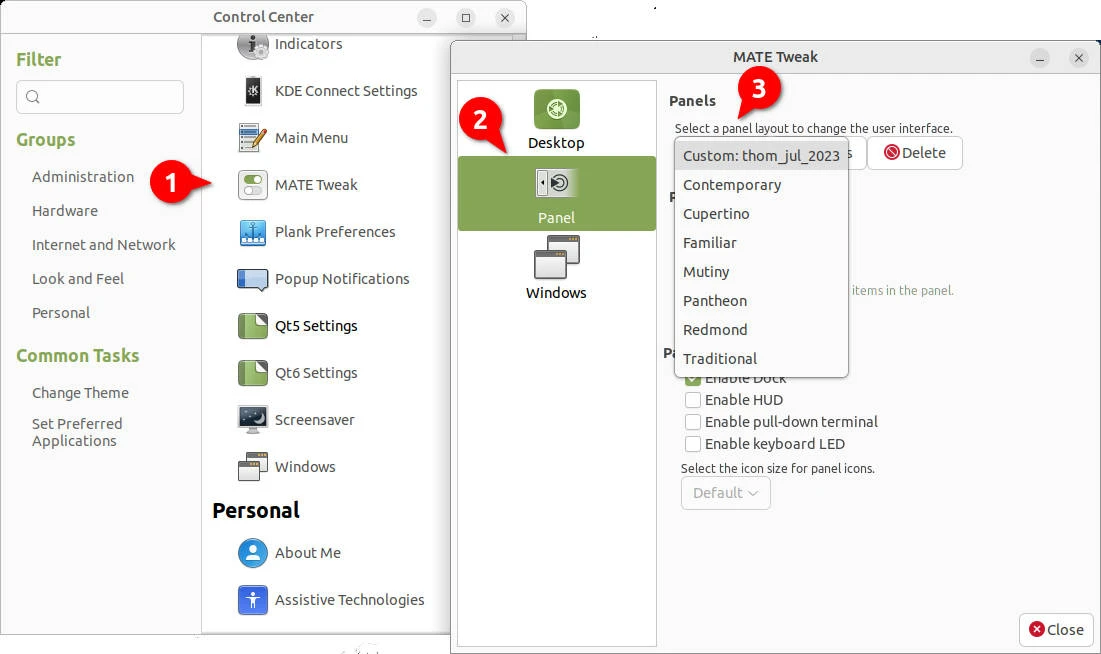 Control Center
Filter
Groups
Administration
Hardware
Internet and Network
Look and Feel
Personal
Common Tasks
Change Theme
Set Preferred
Applications
Indicators
KDE Connect Settings
Main Menu
1
MATE Tweak
Plank Preferences
Popup Notifications
Qt5 Settings
Qt6 Settings
Screensaver
Windows
Personal
About Me
Assistive Technologies
MATE Tweak
2
Desktop
Panel
Windows
3
Panels
Select a panel layout to change the user interface.
Custom: thom_jul_2023
Delete
Contemporary
Cupertino
Familiar
Mutiny
Pantheon
Redmond
Traditional
items in the panel.
Enable Dock
Enable HUD
Enable pull-down terminal
Enable keyboard LED
Select the icon size for panel icons.
Default
Close